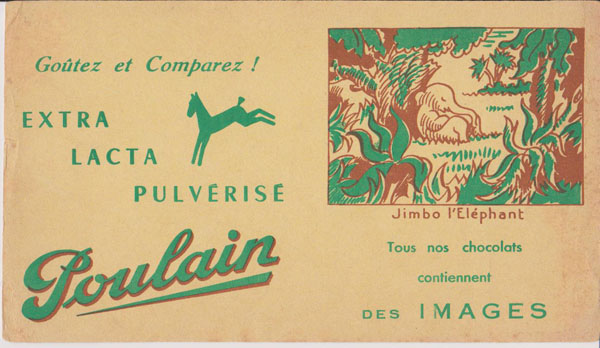 Goûtez et Comparez !
EXTRA
LACTA
PULVÉRISÉ
Poulain
Jimbo l'Eléphant
Tous nos chocolats
contiennent
DES IMAGES